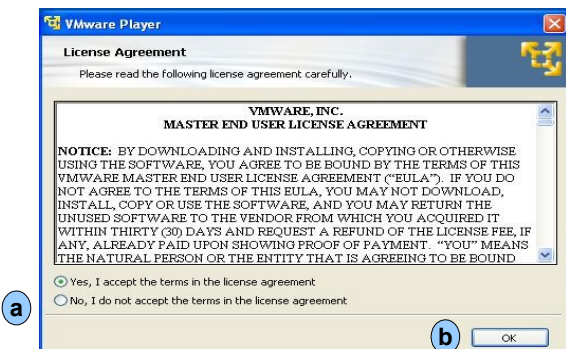 VMware Player
License Agreement
Please read the following license agreement carefully.
VMWARE, INC.
MASTER END USER LICENSE AGREEMENT
NOTICE: BY DOWNLOADING AND INSTALLING, COPYING OR OTHERWISE
USING THE SOFTWARE, YOU AGREE TO BE BOUND BY THE TERMS OF THIS
VMWARE MASTER END USER LICENSE AGREEMENT ("EULA"). IF YOU DO
NOT AGREE TO THE TERMS OF THIS EULA, YOU MAY NOT DOWNLOAD,
INSTALL, COPY OR USE THE SOFTWARE, AND YOU MAY RETURN THE
UNUSED SOFTWARE TO THE VENDOR FROM WHICH YOU ACQUIRED IT
WITHIN THIRTY (30) DAYS AND REQUEST A REFUND OF THE LICENSE FEE, IF
ANY, ALREADY PAID UPON SHOWING PROOF OF PAYMENT. "YOU" MEANS
THE NATURAL PERSON OR THE ENTITY THAT IS AGREEING TO BE BOUND
Yes, I accept the terms in the license agreement
No, I do not accept the terms in the license agreement
a
b
OK